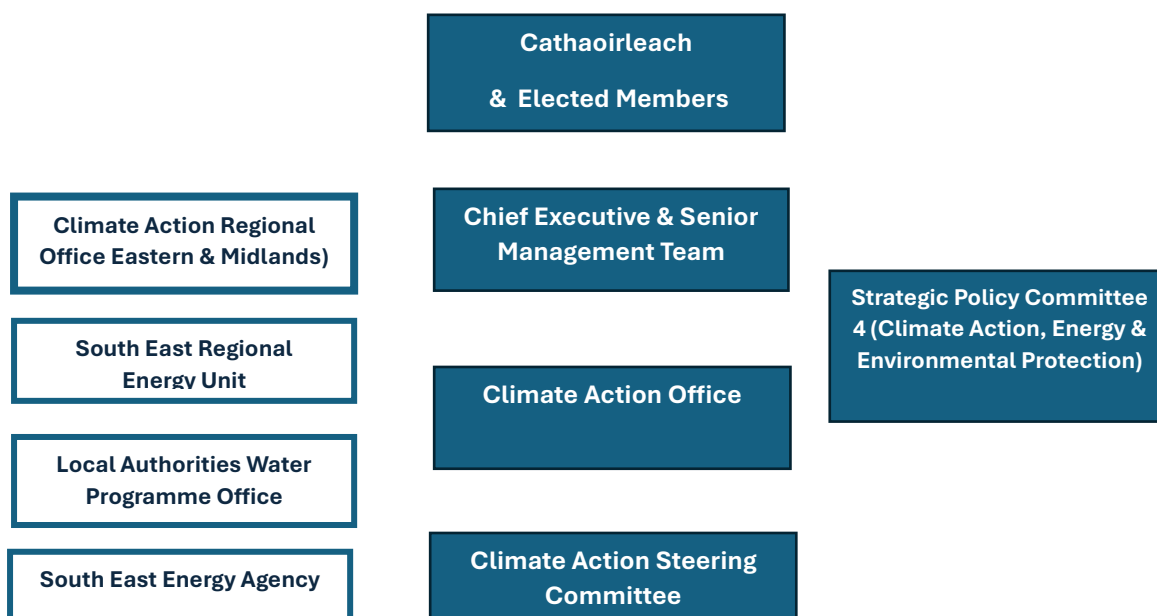 Cathaoirleach
& Elected Members
Climate Action Regional
Office Eastern & Midlands)
Chief Executive & Senior
Management Team
Strategic Policy Committee
4 (Climate Action, Energy &
Environmental Protection)
South East Regional
Energy Unit
Climate Action Office
Local Authorities Water
Programme Office
South East Energy Agency
Climate Action Steering
Committee